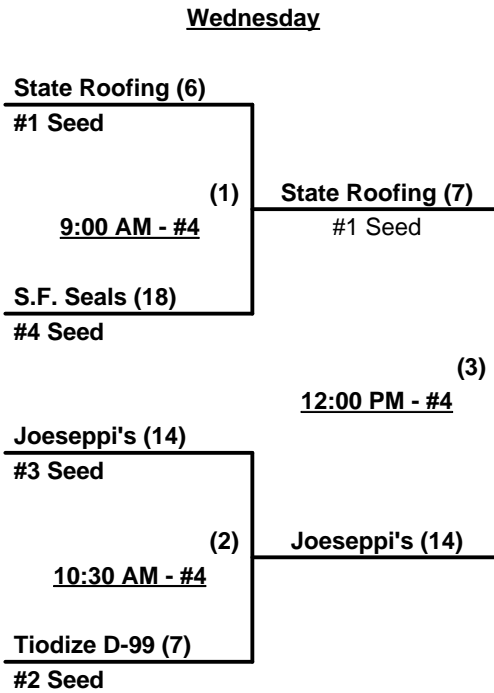 Wednesday
State Roofing (6)
#1 Seed
(1)
State Roofing (7)
9:00 AM - #4
#1 Seed
S.F. Seals (18)
#4 Seed
(3)
12:00 PM - #4
Joeseppi's (14)
#3 Seed
(2)
Joeseppi's (14)
10:30 AM - #4
Tiodize D-99 (7)
#2 Seed